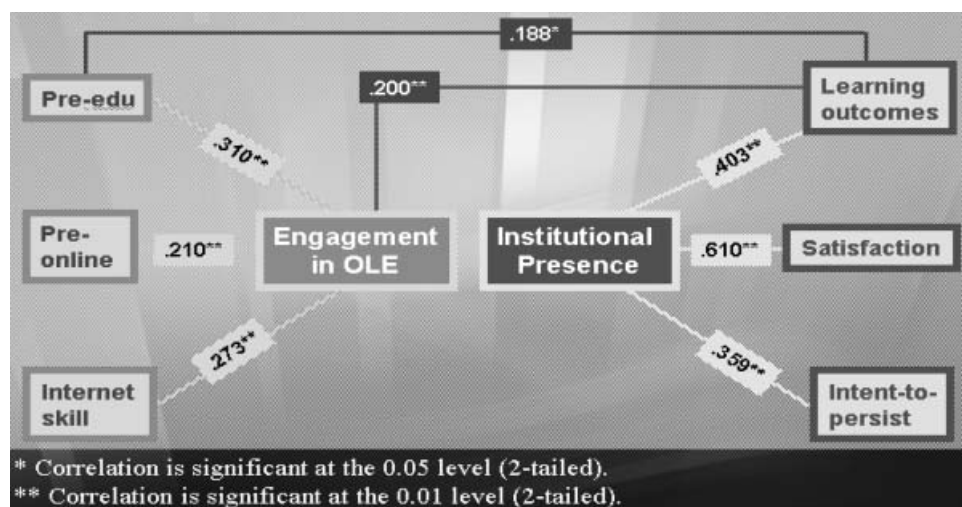 .188*
.200**
Pre-edu
Learning
outcomes
.310**
.403**
Pre-
online
.210**
Engagement
in OLE
Institutional
Presence
.610**
Satisfaction
.273**
.359**
Internet
skill
Intent-to-
persist
* Correlation is significant at the 0.05 level (2-tailed).
** Correlation is significant at the 0.01 level (2-tailed).